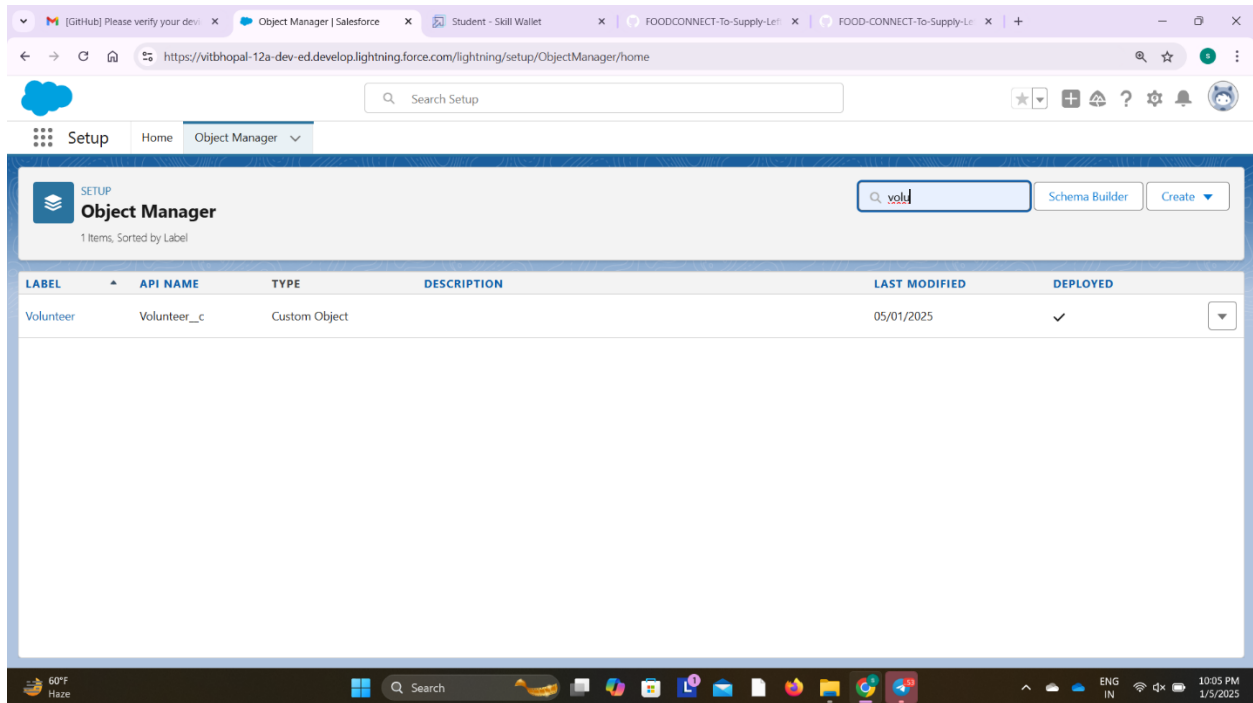 [GitHub] Please verify your devi
Object Manager | Salesforce
Student - Skill Wallet
FOODCONNECT-To-Supply-Left
FOOD-CONNECT-To-Supply-Le
https://vitbhopal-12a-dev-ed.develop.lightning.force.com/lightning/setup/ObjectManager/home
S
Search Setup
Setup Home Object Manager
SETUP
Object Manager
1 Items, Sorted by Label
volu
Schema Builder
Create
LABEL API NAME TYPE DESCRIPTION LAST MODIFIED DEPLOYED
Volunteer Volunteer__c Custom Object 05/01/2025
60°F
Haze
Search
L
1
53
ENG
IN
10:05 PM
1/5/2025